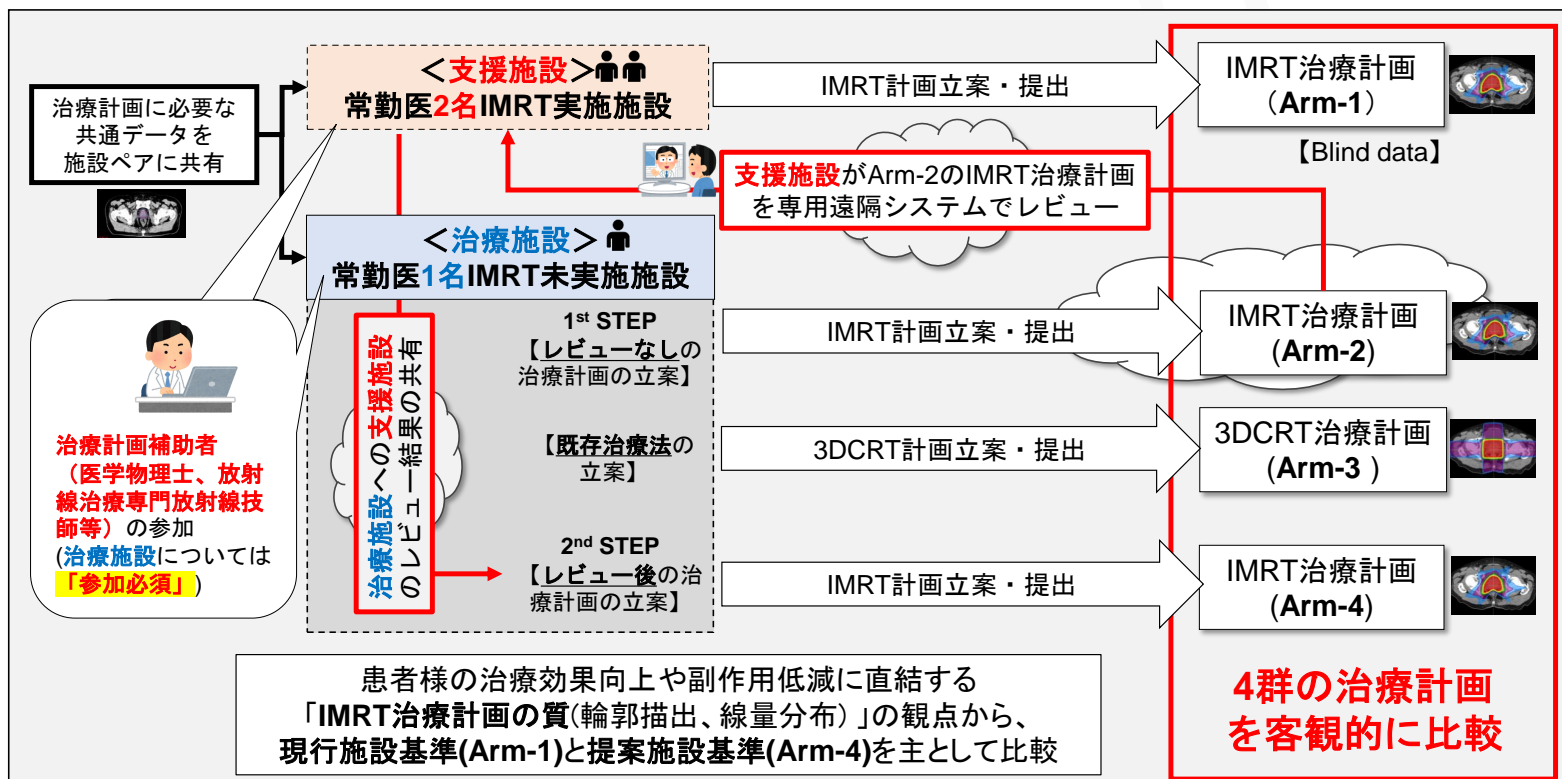 治療計画に必要な
共通データを
施設ペアに共有
＜支援施設＞
常勤医2名IMRT実施施設
IMRT計画立案・提出
IMRT治療計画
（Arm-1）
【Blind data】
支援施設がArm-2のIMRT治療計画
を専用遠隔システムでレビュー
＜治療施設＞
常勤医1名IMRT未実施施設
治療施設への支援施設
のレビュー結果の共有
1st STEP
【レビューなしの
治療計画の立案】
IMRT計画立案・提出
IMRT治療計画
(Arm-2)
【既存治療法の
立案】
3DCRT計画立案・提出
3DCRT治療計画
(Arm-3 )
2nd STEP
【レビュー後の治
療計画の立案】
IMRT計画立案・提出
IMRT治療計画
(Arm-4)
治療計画補助者
（医学物理士、放射
線治療専門放射線技
師等）の参加
(治療施設については
「参加必須」)
患者様の治療効果向上や副作用低減に直結する
「IMRT治療計画の質(輪郭描出、線量分布) 」の観点から、
現行施設基準(Arm-1)と提案施設基準(Arm-4)を主として比較
4群の治療計画
を客観的に比較